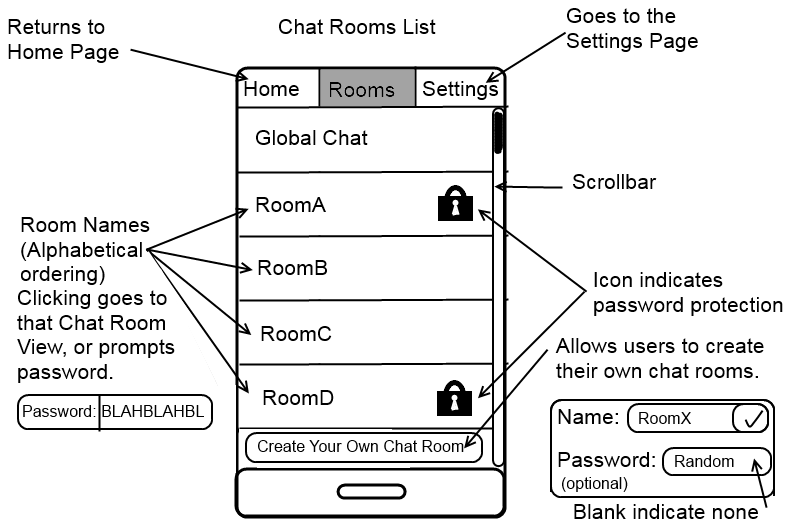 Chat Rooms List
Returns to
Home Page
Goes to the
Settings Page
Home
Rooms
Settings
Global Chat
RoomA
RoomB
RoomC
RoomD
Create Your Own Chat Room
Room Names
(Alphabetical
ordering)
Clicking goes to
that Chat Room
View, or prompts
password.
Password: BLAHBLAHBL
Scrollbar
Icon indicates
password protection
Allows users to create
their own chat rooms.
Name: RoomX
Password: Random
(optional)
Blank indicate none